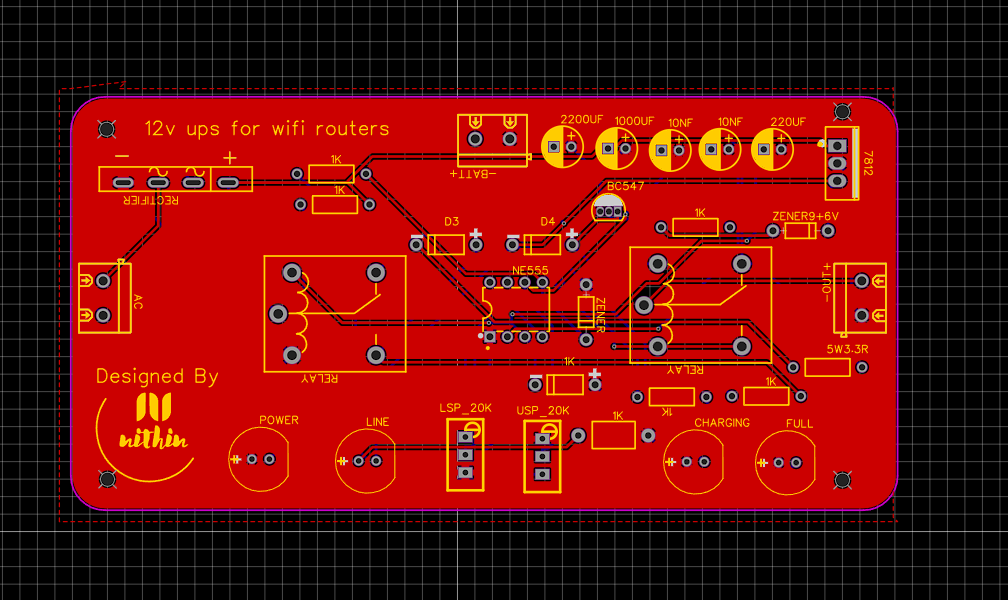 12v ups for wifi routers
2200UF
1000UF
10NF
10NF
220UF
7812
1K
1K
RECTIFIER
+BATT-
BC547
D3
D4
1K
ZENER9+6V
AC
NE555
ZENER
+OUT-
RELAY
RELAY
5W3.3R
1K
1K
1K
Designed By
nithin
POWER
LINE
LSP_20K
USP_20K
1K
CHARGING
FULL